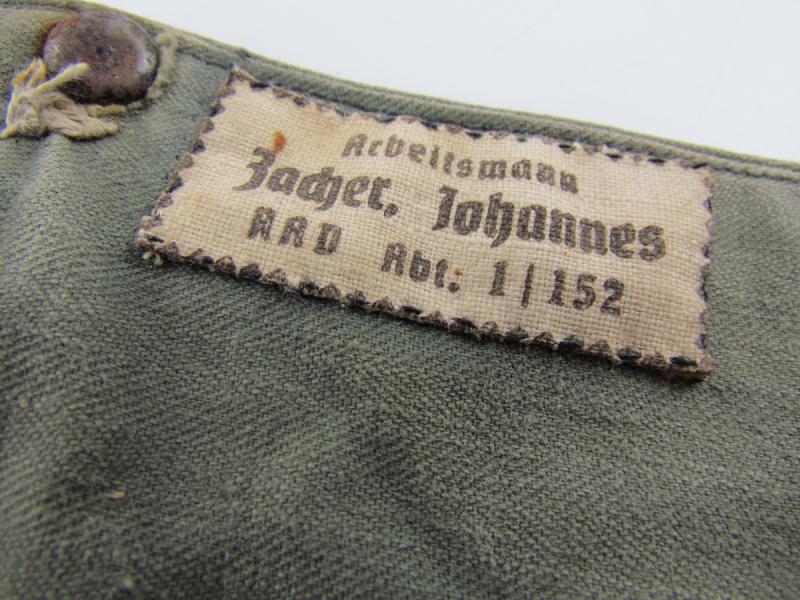 Arbeitsmann
Zacher, Johannes
RAD Abt. 1/152